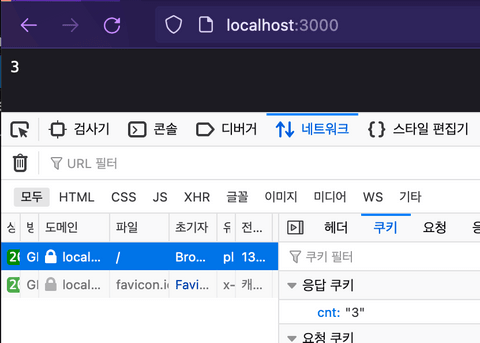 localhost:3000
3
검사기 콘솔 디버거 네트워크 스타일 편집기
URL 필터
모두 HTML CSS JS XHR 글꼴 이미지 미디어 WS 기타
도메인 파일 초기자 전... 헤더 쿠키 요청
20 GI local... / Bro... pl 13... 쿠키 필터
20 GI local... favicon.ic Favi... x- 캐... 응답 쿠키
cnt: "3"
요청 쿠키